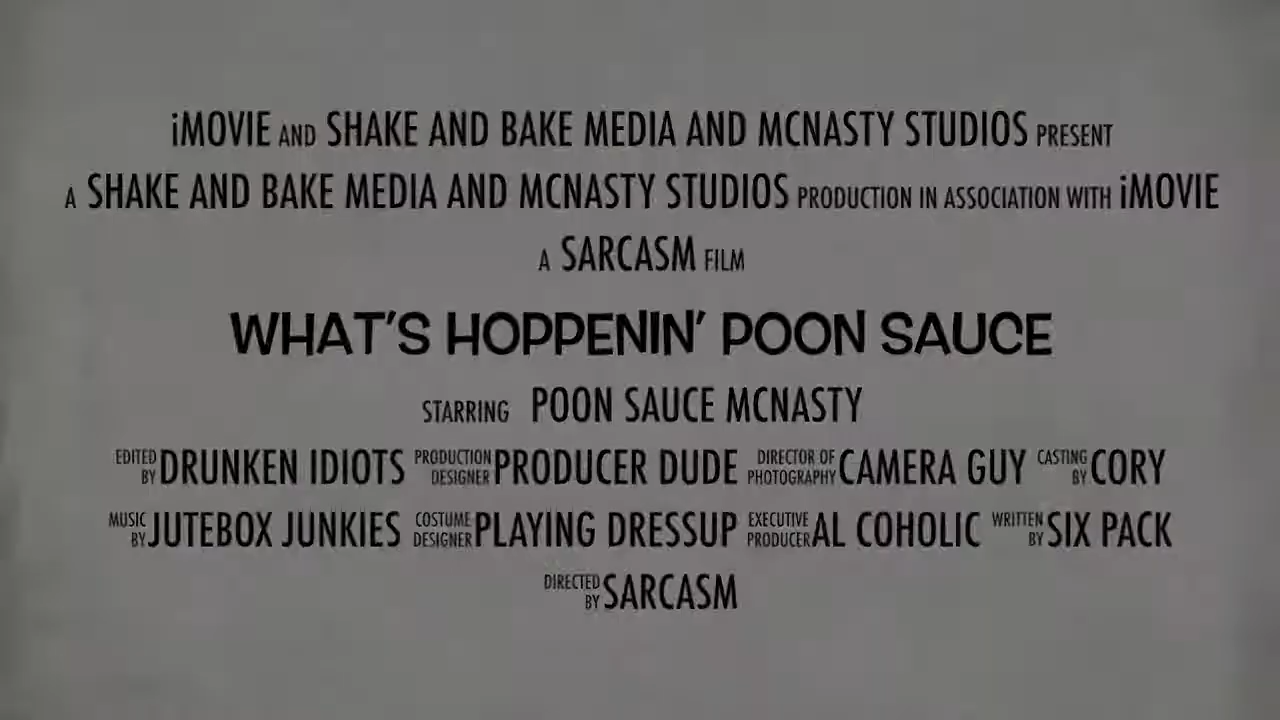 iMOVIE AND SHAKE AND BAKE MEDIA AND MCNASTY STUDIOS PRESENT
A SHAKE AND BAKE MEDIA AND MCNASTY STUDIOS PRODUCTION IN ASSOCIATION WITH iMOVIE
A SARCASM FILM
WHAT'S HOPPENIN' POON SAUCE
STARRING POON SAUCE MCNASTY
EDITED BY DRUNKEN IDIOTS PRODUCTION DESIGNER PRODUCER DUDE DIRECTOR OF PHOTOGRAPHY CAMERA GUY CASTING BY CORY
MUSIC BY JUTEBOX JUNKIES COSTUME DESIGNER PLAYING DRESSUP EXECUTIVE PRODUCER AL COHOLIC WRITTEN BY SIX PACK
DIRECTED BY SARCASM